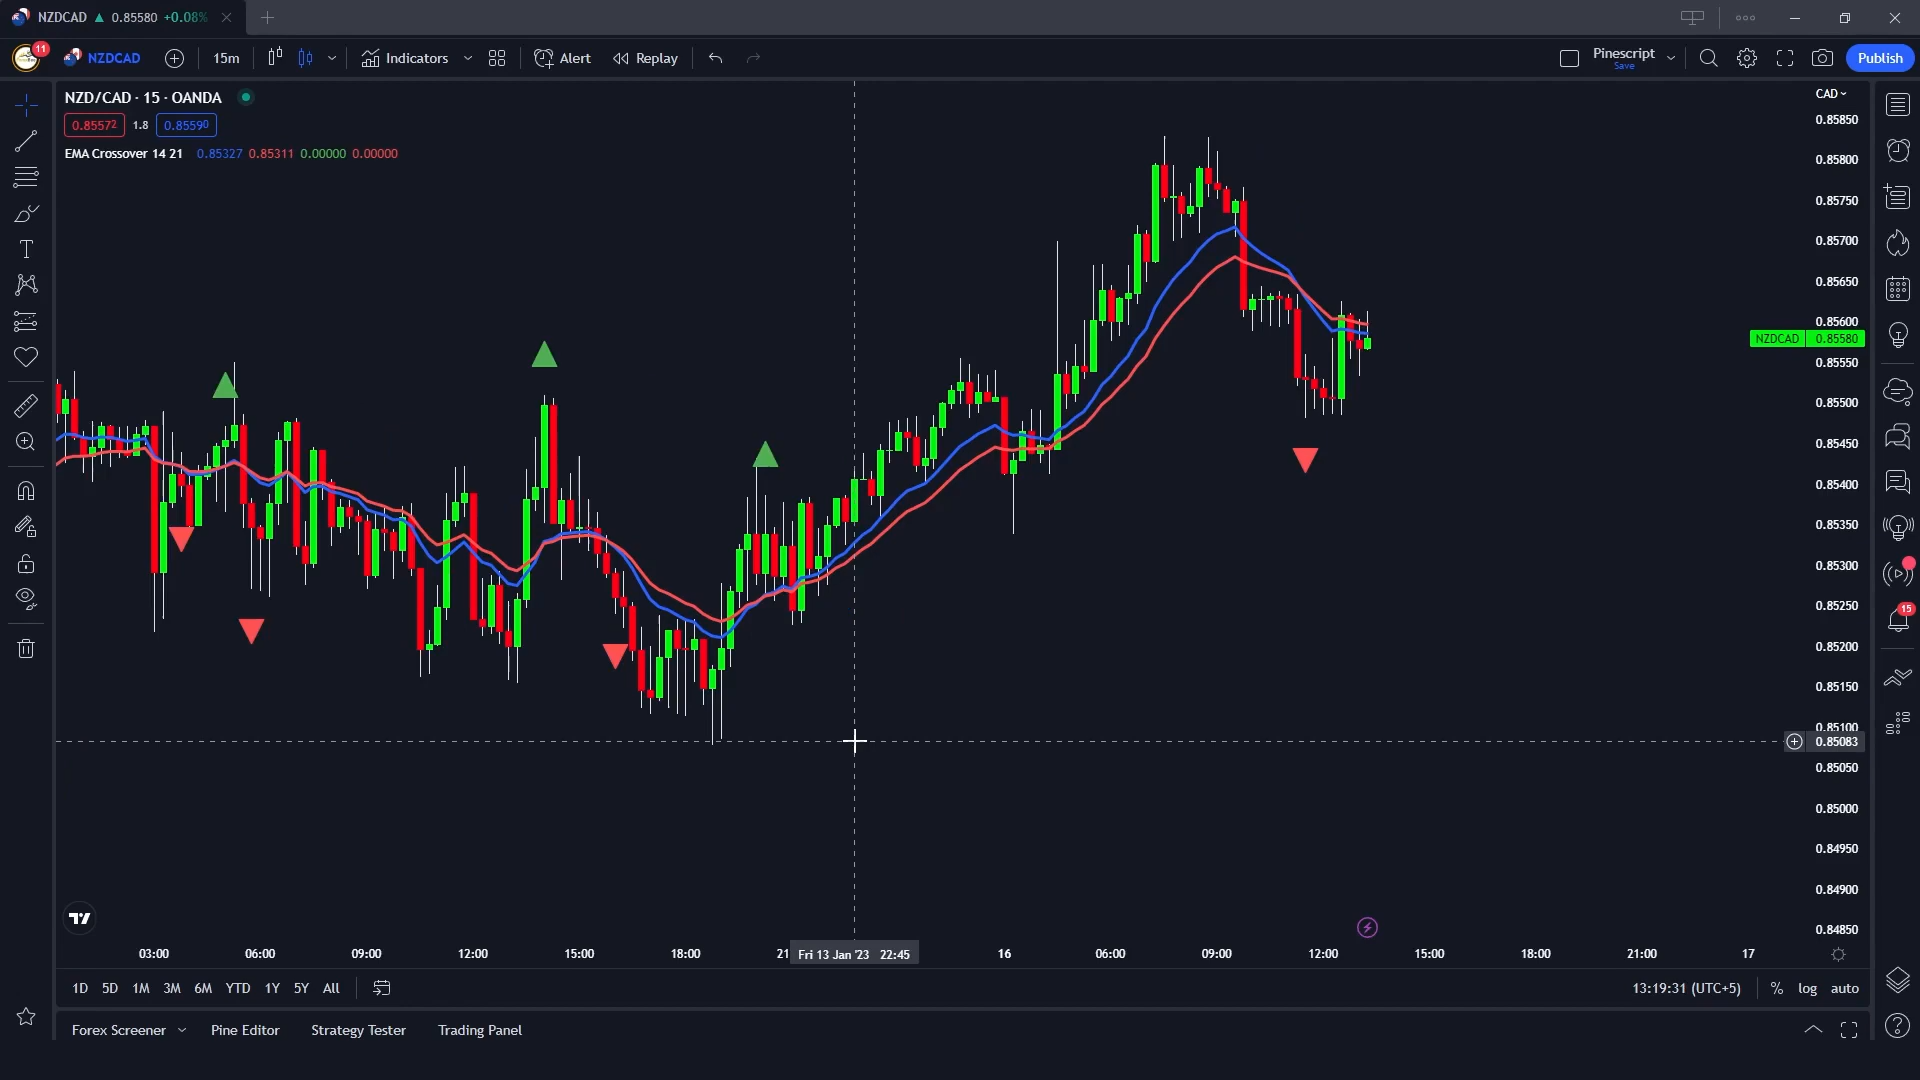 NZDCAD ▲ 0.85580 +0.08%
11
NZDCAD
15m
Indicators
Alert
Replay
Pinescript
Save
Publish
NZD/CAD · 15 · OANDA
0.85572 1.8 0.85590
EMA Crossover 14 21 0.85327 0.85311 0.00000 0.00000
CAD
0.85850
0.85800
0.85750
0.85700
0.85650
0.85600
NZDCAD 0.85580
0.85550
0.85500
0.85450
0.85400
0.85350
0.85300
0.85250
0.85200
0.85150
0.85100
0.85083
0.85050
0.85000
0.84950
0.84900
0.84850
15
03:00 06:00 09:00 12:00 15:00 18:00 21 Fri 13 Jan '23 22:45 16 06:00 09:00 12:00 15:00 18:00 21:00 17
1D 5D 1M 3M 6M YTD 1Y 5Y All
13:19:31 (UTC+5) % log auto
Forex Screener Pine Editor Strategy Tester Trading Panel